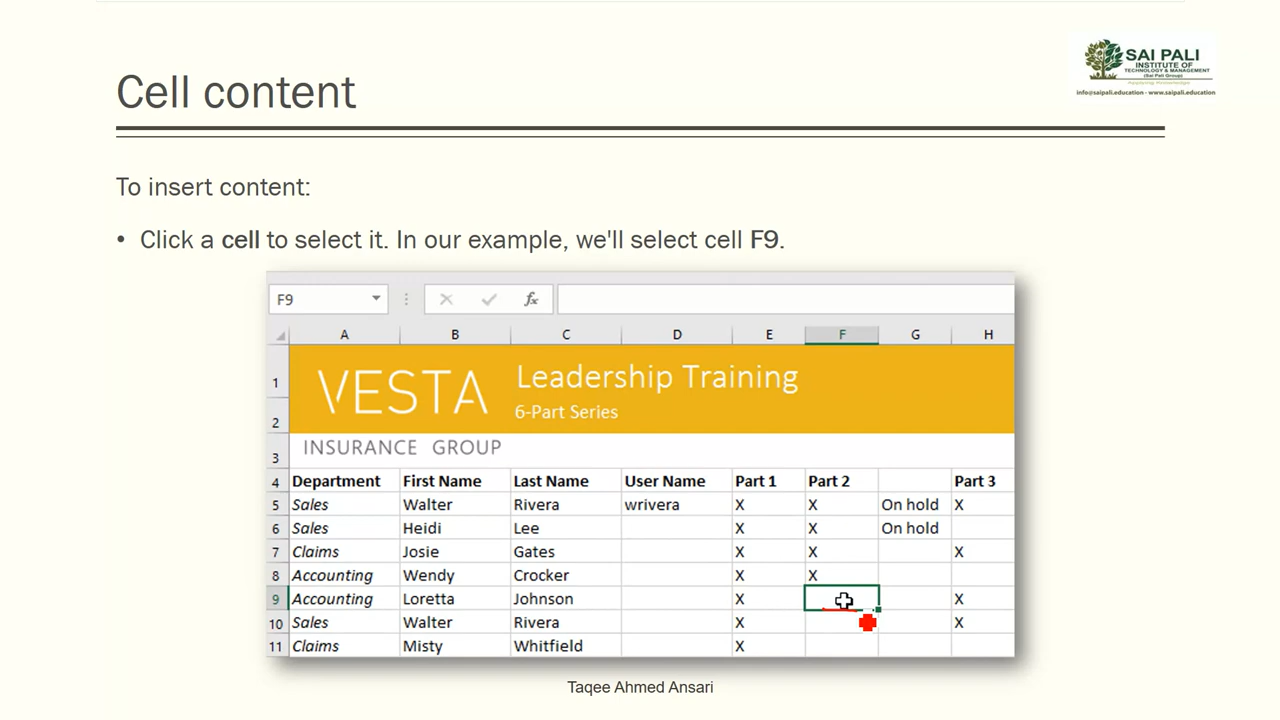 Cell content
SAI PALI
INSTITUTE OF
TECHNOLOGY & MANAGEMENT
(Sai Pali Group)
info@saipali.education - www.saipali.education
To insert content:
• Click a cell to select it. In our example, we'll select cell F9.
F9 fx
A B C D E F G H
1 VESTA Leadership Training
2 6-Part Series
3 INSURANCE GROUP
4 Department First Name Last Name User Name Part 1 Part 2 Part 3
5 Sales Walter Rivera wrivera X X On hold X
6 Sales Heidi Lee X X On hold
7 Claims Josie Gates X X X
8 Accounting Wendy Crocker X X
9 Accounting Loretta Johnson X X
10 Sales Walter Rivera X X
11 Claims Misty Whitfield X
Taqee Ahmed Ansari